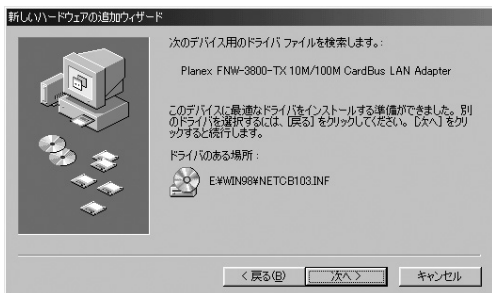 新しいハードウェアの追加ウィザード
次のデバイス用のドライバ ファイルを検索します。:
Planex FNW-3800-TX 10M/100M CardBus LAN Adapter
このデバイスに最適なドライバをインストールする準備ができました。別
のドライバを選択するには、[戻る] をクリックしてください。[次へ] をクリ
ックすると続行します。
ドライバのある場所:
E:¥WIN98¥NETCB103.INF
< 戻る(B)
次へ >
キャンセル